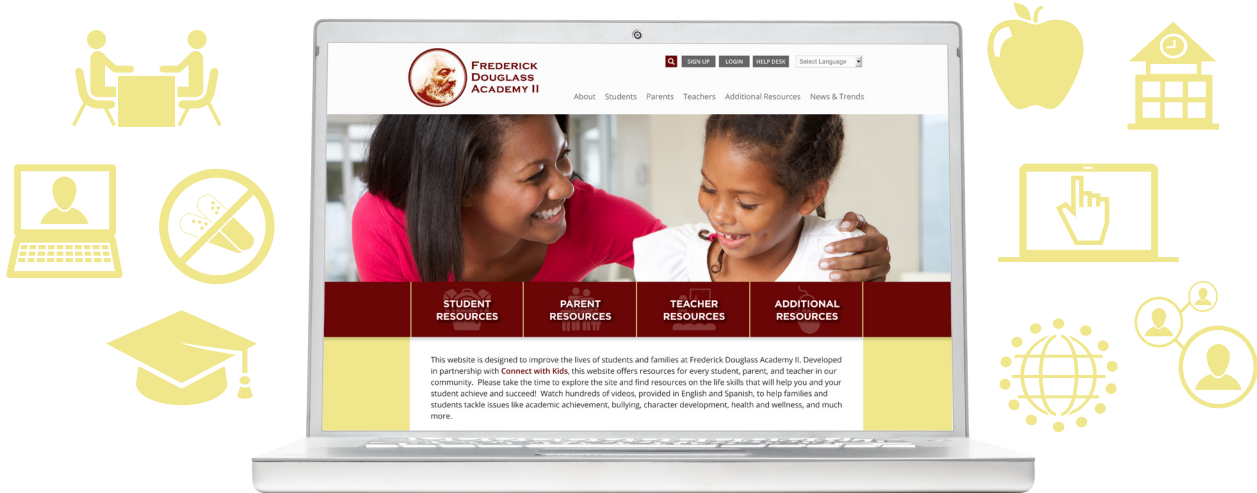 FREDERICK
DOUGLASS
ACADEMY II
SIGN UP LOGIN HELP DESK Select Language
About Students Parents Teachers Additional Resources News & Trends
STUDENT
RESOURCES
PARENT
RESOURCES
TEACHER
RESOURCES
ADDITIONAL
RESOURCES
This website is designed to improve the lives of students and families at Frederick Douglass Academy II. Developed
in partnership with Connect with Kids, this website offers resources for every student, parent, and teacher in our
community. Please take the time to explore the site and find resources on the life skills that will help you and your
student achieve and succeed! Watch hundreds of videos, provided in English and Spanish, to help families and
students tackle issues like academic achievement, bullying, character development, health and wellness, and much
more.